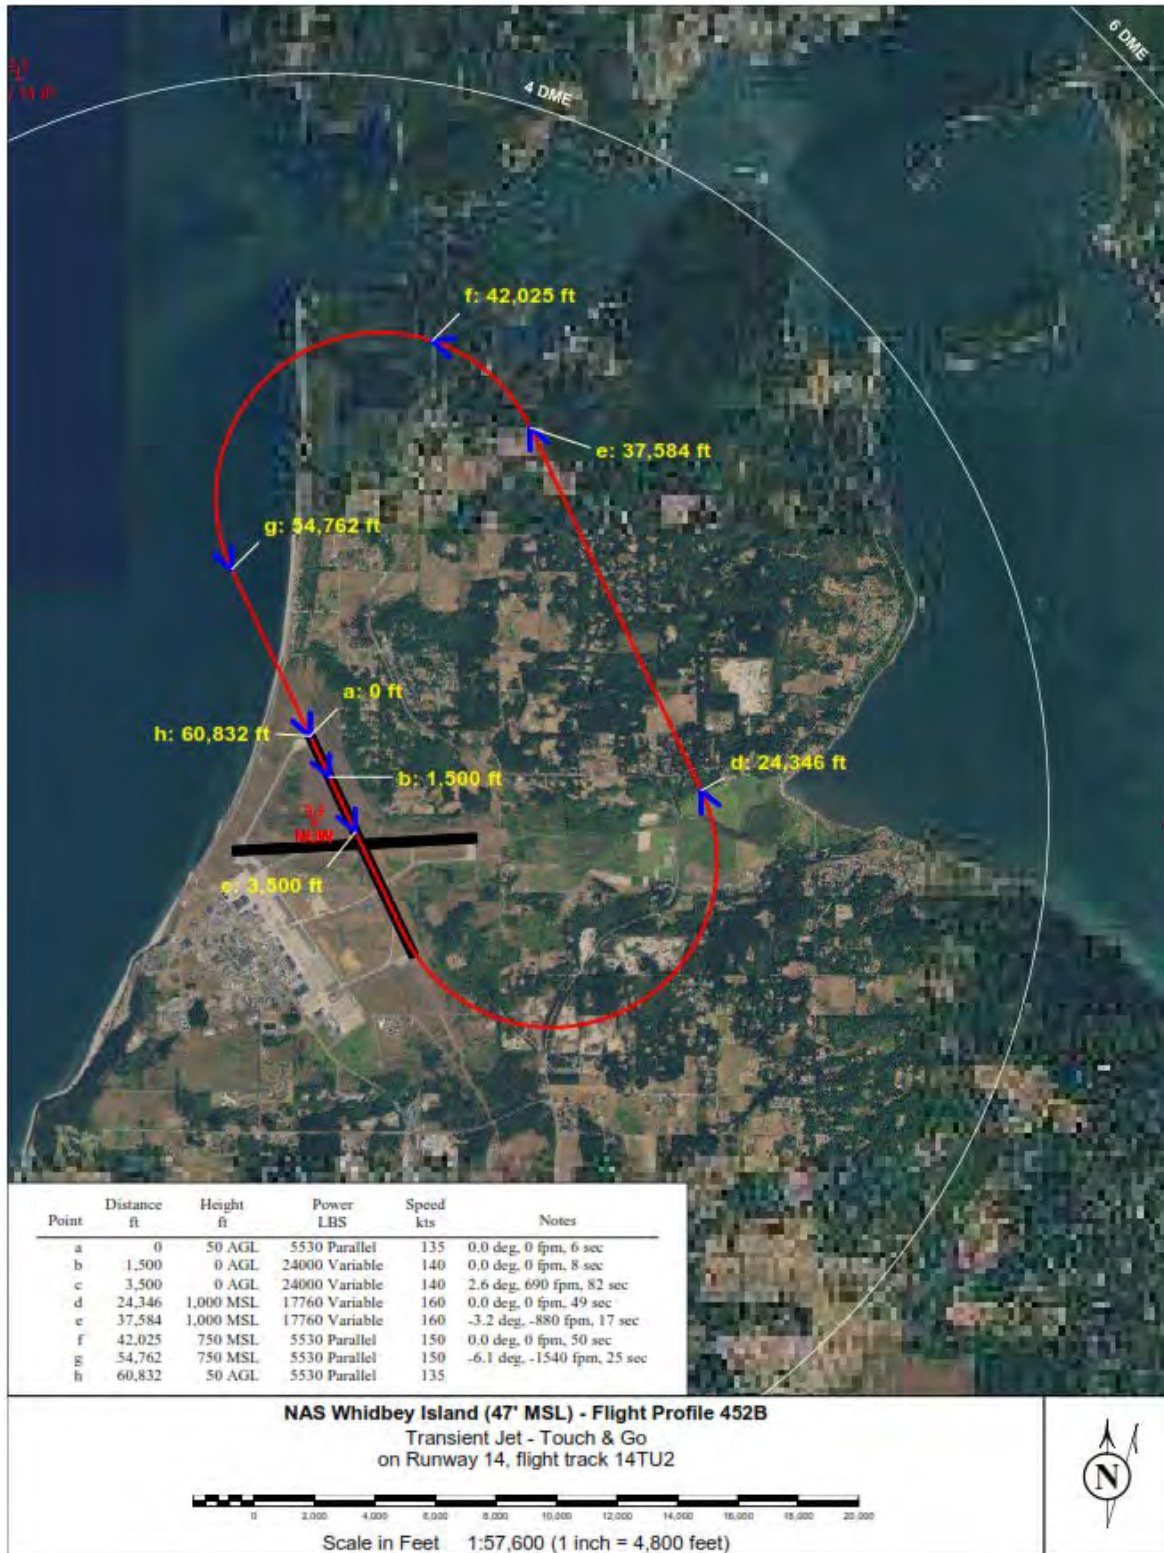 6 DME
4 DME
f: 42,025 ft
e: 37,584 ft
g: 54,762 ft
a: 0 ft
h: 60,832 ft
d: 24,346 ft
b: 1,500 ft
NUW
c: 3,500 ft
Point Distance ft Height ft Power LBS Speed kts Notes
a 0 50 AGL 5530 Parallel 135 0.0 deg, 0 fpm, 6 sec
b 1,500 0 AGL 24000 Variable 140 0.0 deg, 0 fpm, 8 sec
c 3,500 0 AGL 24000 Variable 140 2.6 deg, 690 fpm, 82 sec
d 24,346 1,000 MSL 17760 Variable 160 0.0 deg, 0 fpm, 49 sec
e 37,584 1,000 MSL 17760 Variable 160 -3.2 deg, -880 fpm, 17 sec
f 42,025 750 MSL 5530 Parallel 150 0.0 deg, 0 fpm, 50 sec
g 54,762 750 MSL 5530 Parallel 150 -6.1 deg, -1540 fpm, 25 sec
h 60,832 50 AGL 5530 Parallel 135
NAS Whidbey Island (47' MSL) - Flight Profile 452B
Transient Jet - Touch & Go
on Runway 14, flight track 14TU2
0 2,000 4,000 6,000 8,000 10,000 12,000 14,000 16,000 18,000 20,000
Scale in Feet 1:57,600 (1 inch = 4,800 feet)
N